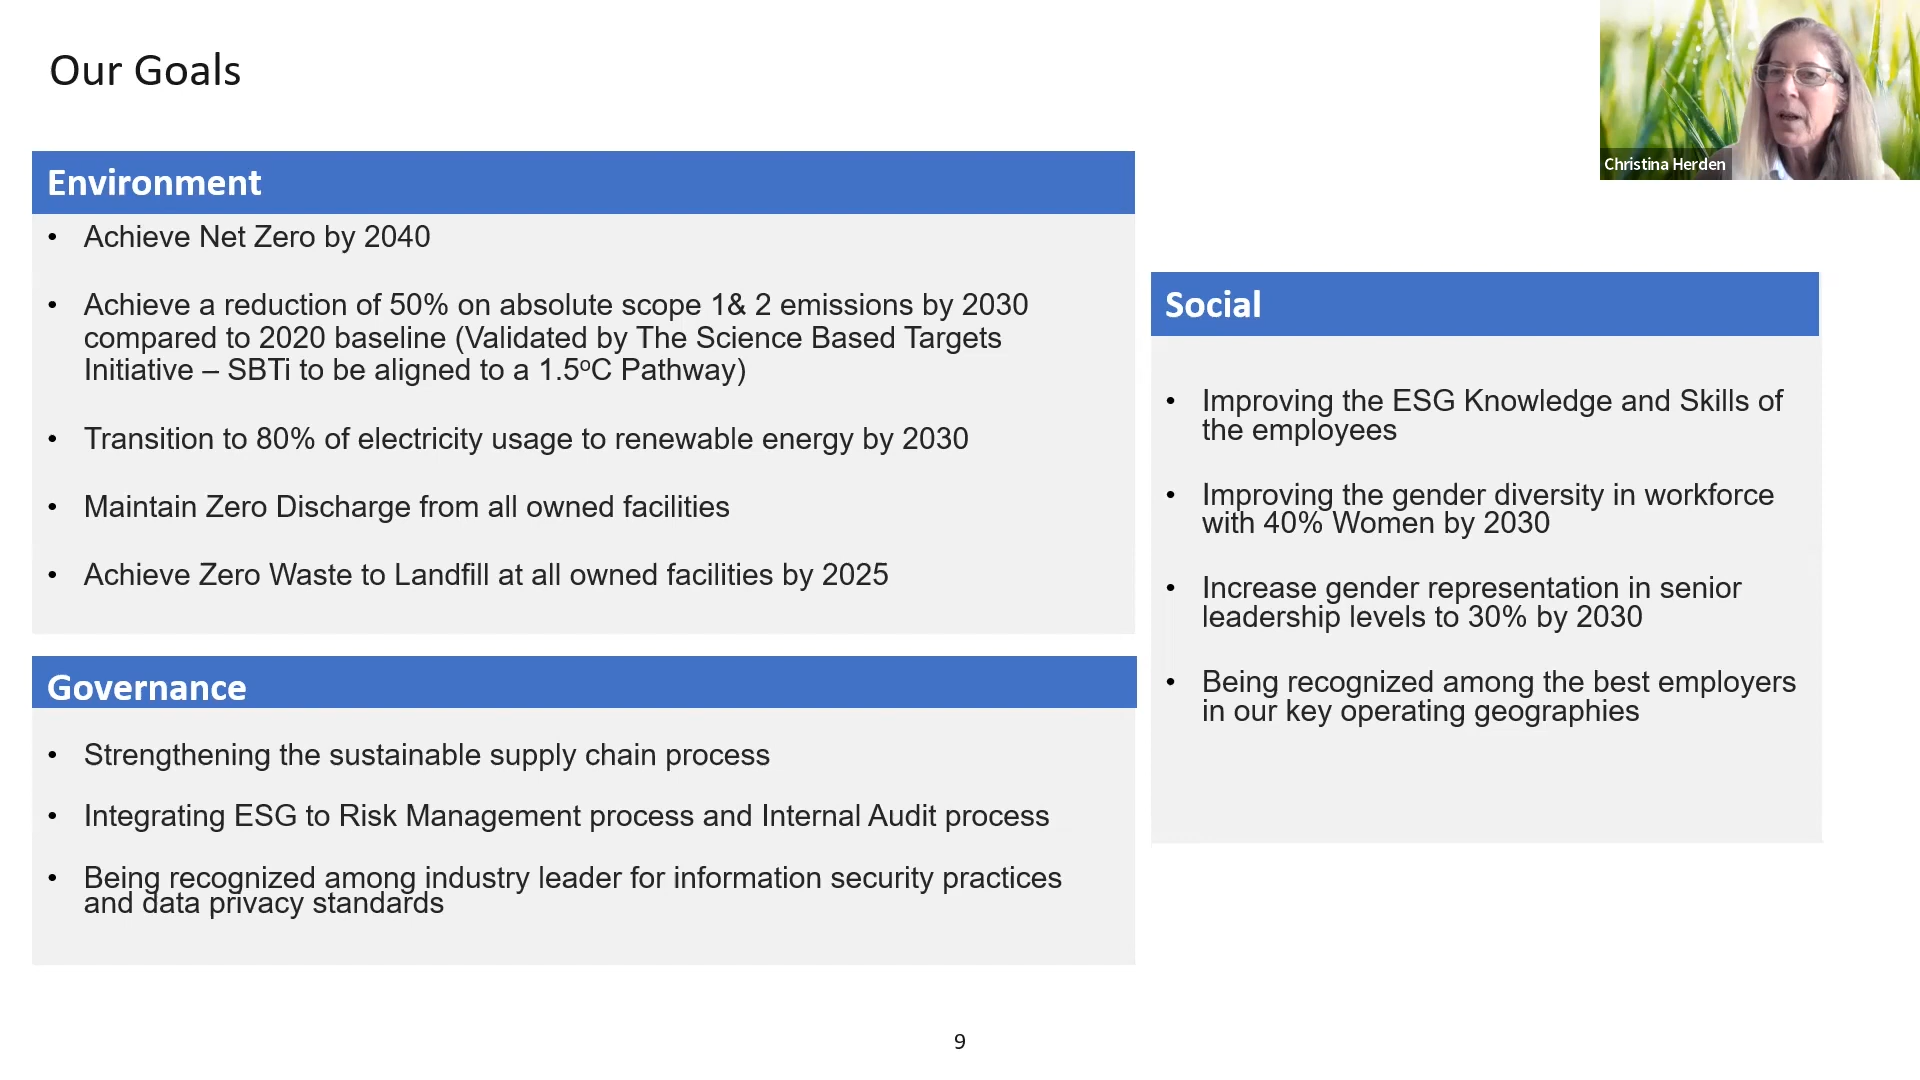 Our Goals
Christina Herden
Environment
• Achieve Net Zero by 2040
• Achieve a reduction of 50% on absolute scope 1& 2 emissions by 2030
compared to 2020 baseline (Validated by The Science Based Targets
Initiative – SBTi to be aligned to a 1.5ºC Pathway)
• Transition to 80% of electricity usage to renewable energy by 2030
• Maintain Zero Discharge from all owned facilities
• Achieve Zero Waste to Landfill at all owned facilities by 2025
Governance
• Strengthening the sustainable supply chain process
• Integrating ESG to Risk Management process and Internal Audit process
• Being recognized among industry leader for information security practices
and data privacy standards
Social
• Improving the ESG Knowledge and Skills of
the employees
• Improving the gender diversity in workforce
with 40% Women by 2030
• Increase gender representation in senior
leadership levels to 30% by 2030
• Being recognized among the best employers
in our key operating geographies
9